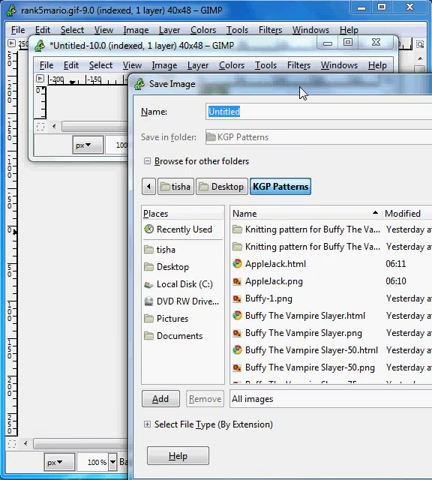 rank5mario.gif-9.0 (indexed, 1 layer) 40x48 – GIMP
File Edit Select View Image Layer Colors Tools Filters Windows Help
*Untitled-10.0 (indexed, 1 layer) 40x48 – GIMP
File Edit Select View Image Layer Colors Tools Filters Windows Help
-200 -100
0
px 100
Save Image
Name: Untitled
Save in folder: KGP Patterns
Browse for other folders
tisha Desktop KGP Patterns
Places Name Modified
Recently Used
tisha
Desktop
Local Disk (C:)
DVD RW Drive...
Pictures
Documents
Knitting pattern for Buffy The Va... Yesterday a
Knitting pattern for Buffy The Va... Yesterday a
AppleJack.html 06:11
AppleJack.png 06:10
Buffy-1.png Yesterday a
Buffy The Vampire Slayer.html Yesterday a
Buffy The Vampire Slayer.png Yesterday a
Buffy The Vampire Slayer-50.html Yesterday a
Buffy The Vampire Slayer-50.png Yesterday a
Add Remove All images
Select File Type (By Extension)
Help
px 100 % Ba